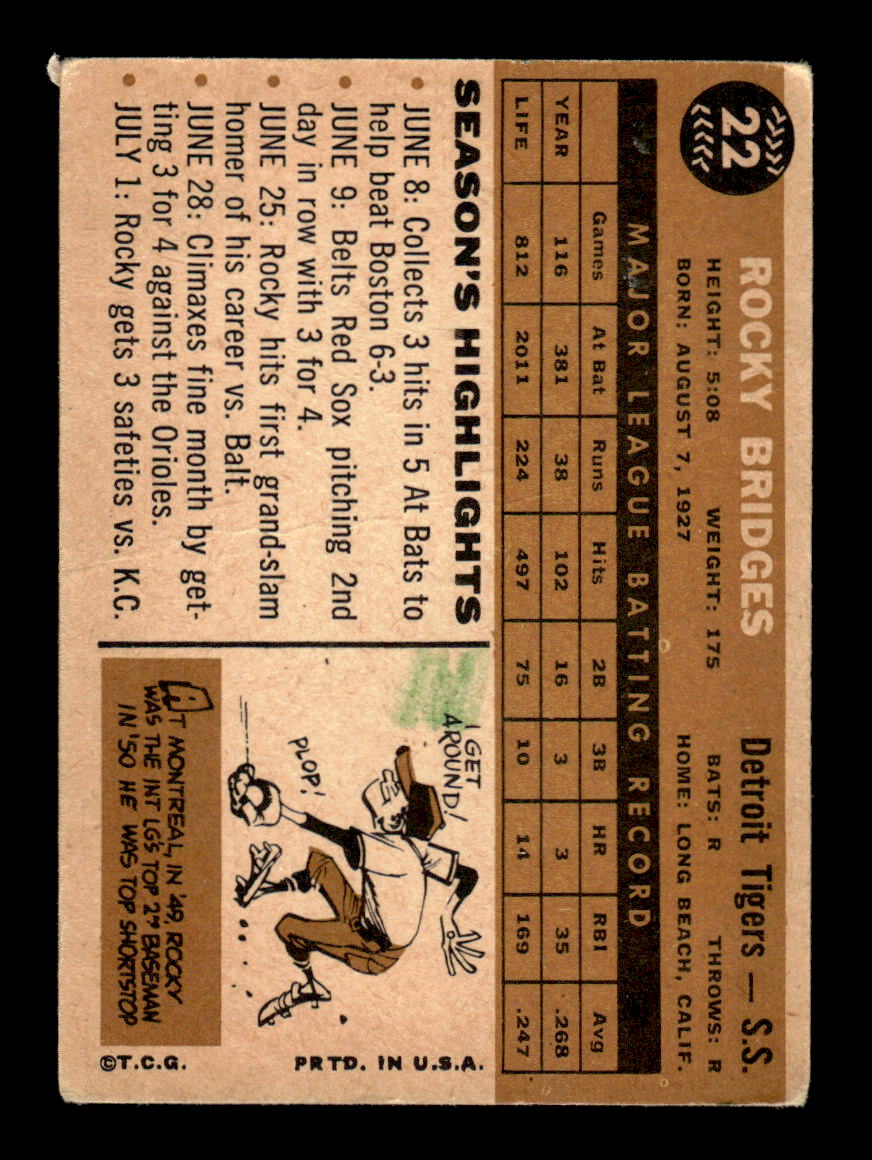 22
ROCKY BRIDGES Detroit Tigers — S.S.
HEIGHT: 5:08 WEIGHT: 175 BATS: R THROWS: R
BORN: AUGUST 7, 1927 HOME: LONG BEACH, CALIF.
MAJOR LEAGUE BATTING RECORD
Games At Bat Runs Hits 2B 3B HR RBI Avg
YEAR 116 381 38 102 16 3 3 35 .268
LIFE 812 2011 224 497 75 10 14 169 .247
SEASON'S HIGHLIGHTS
• JUNE 8: Collects 3 hits in 5 At Bats to
help beat Boston 6-3.
• JUNE 9: Belts Red Sox pitching 2nd
day in row with 3 for 4.
• JUNE 25: Rocky hits first grand-slam
homer of his career vs. Balt.
• JUNE 28: Climaxes fine month by get-
ting 3 for 4 against the Orioles.
• JULY 1: Rocky gets 3 safeties vs. K.C.
I GET
AROUND!
PLOP!
AT MONTREAL, IN '49, ROCKY
WAS THE INT LG'S TOP 2ⁿᵈ BASEMAN
IN '50 HE WAS TOP SHORTSTOP
©T.C.G. PRTD. IN U.S.A.